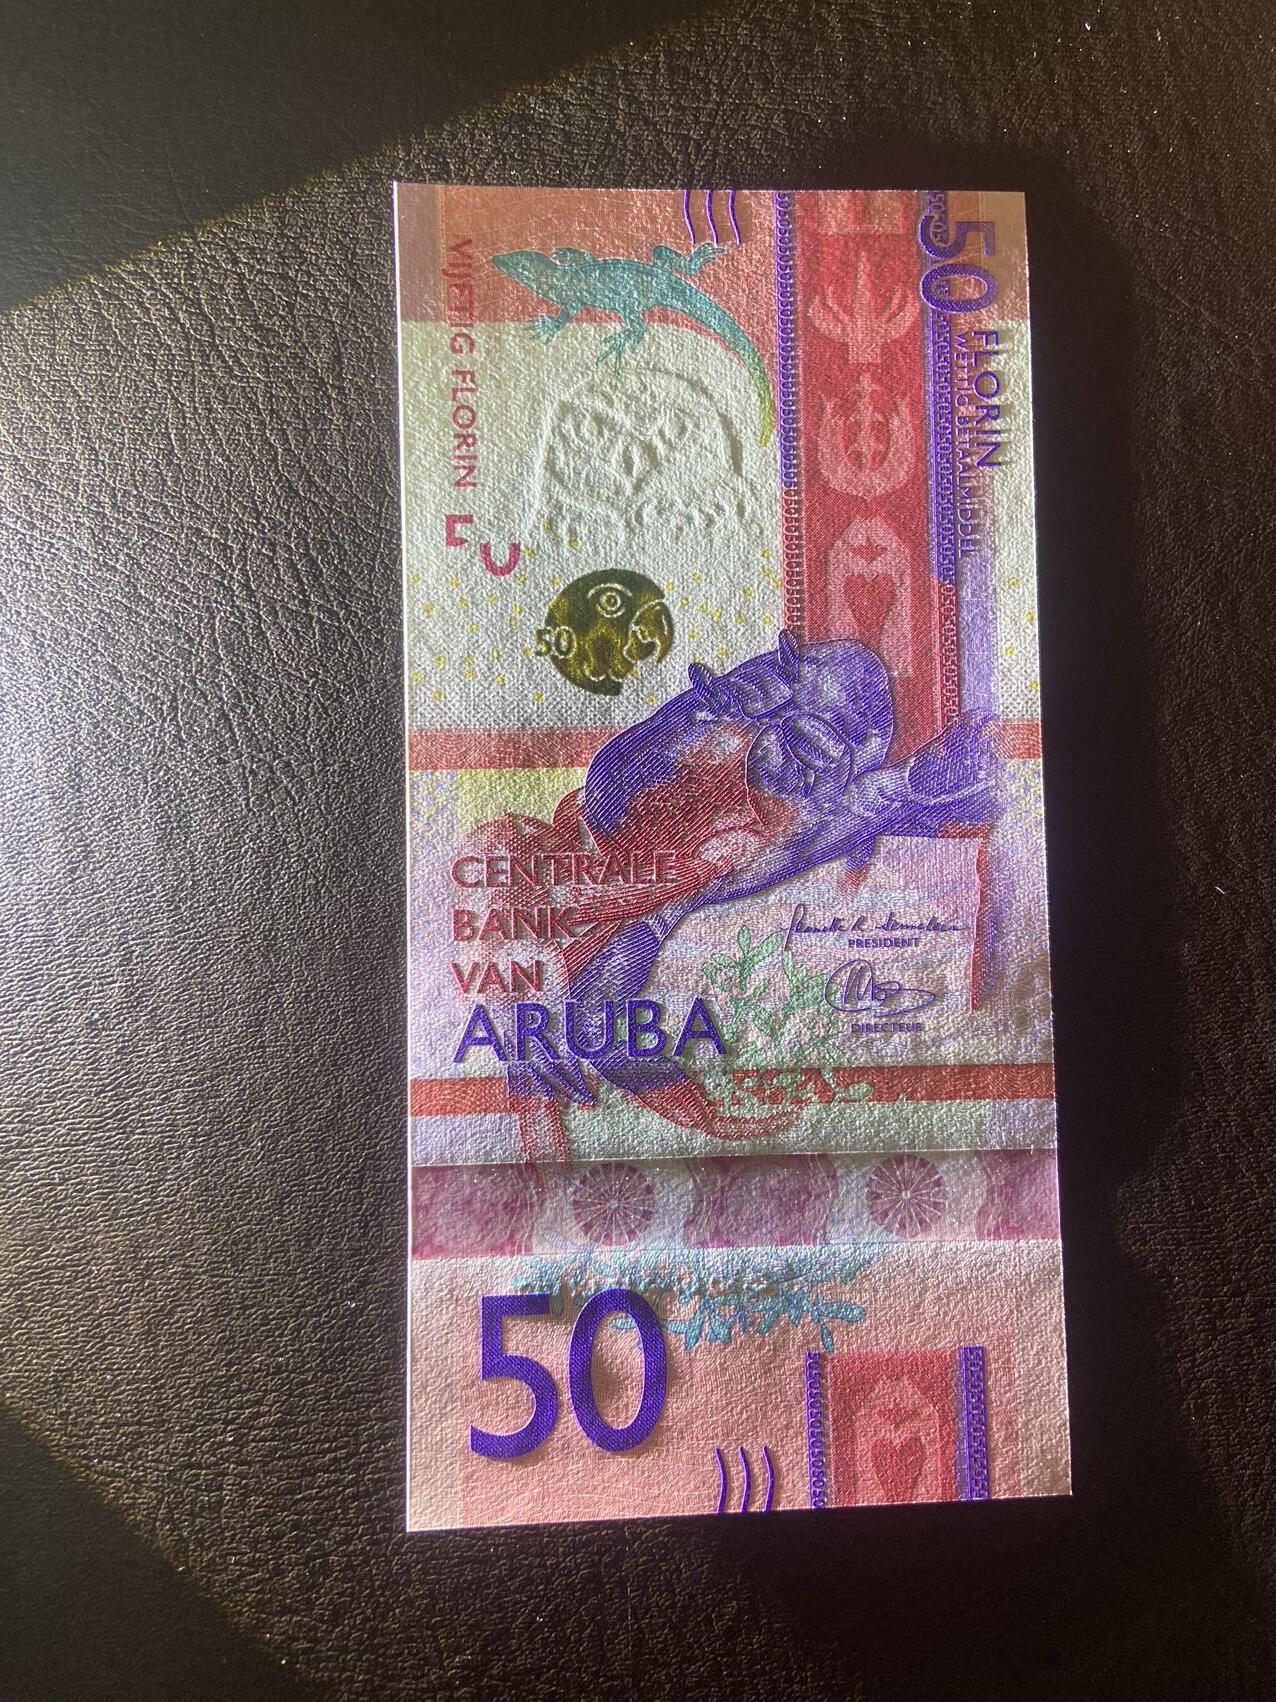 50
FLORIN
WETTIG BETAALMIDDEL
VIJFTIG FLORIN
50
CENTRALE
BANK
VAN
ARUBA
PRESIDENT
DIRECTEUR
50